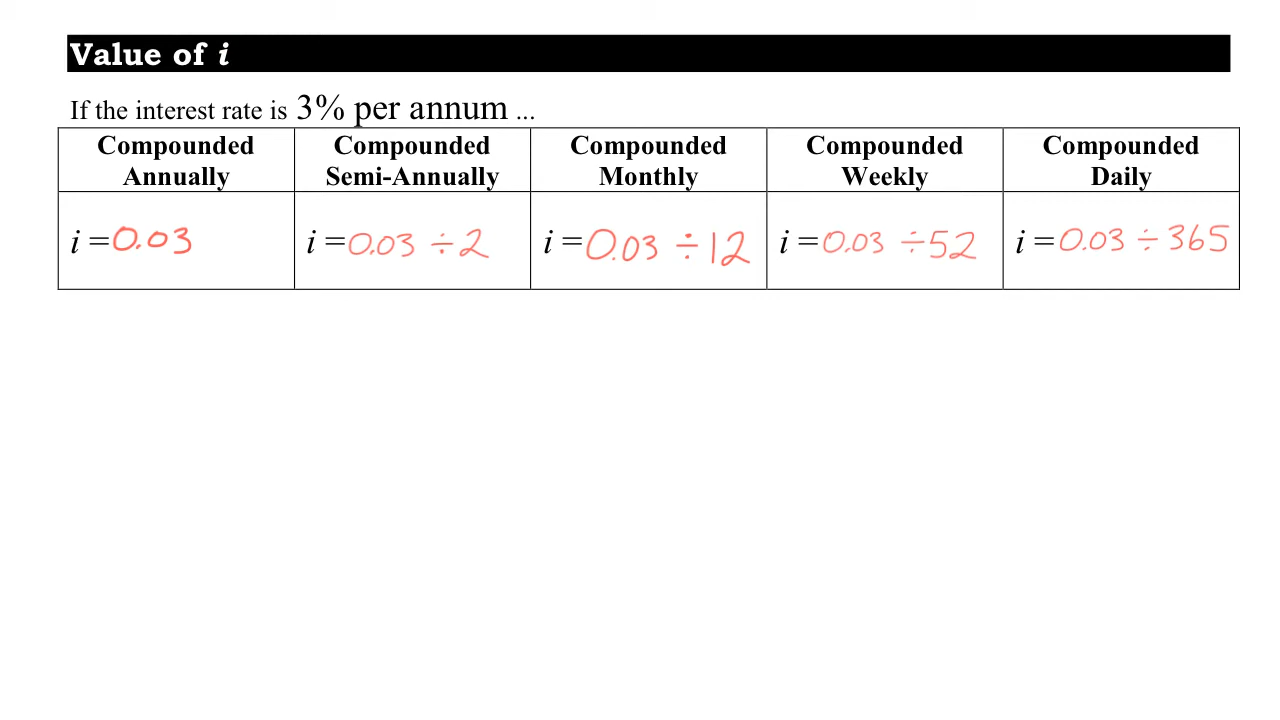 Value of i
If the interest rate is 3% per annum ...
Compounded Annually
Compounded Semi-Annually
Compounded Monthly
Compounded Weekly
Compounded Daily
i = 0.03
i = 0.03 ÷ 2
i = 0.03 ÷ 12
i = 0.03 ÷ 52
i = 0.03 ÷ 365